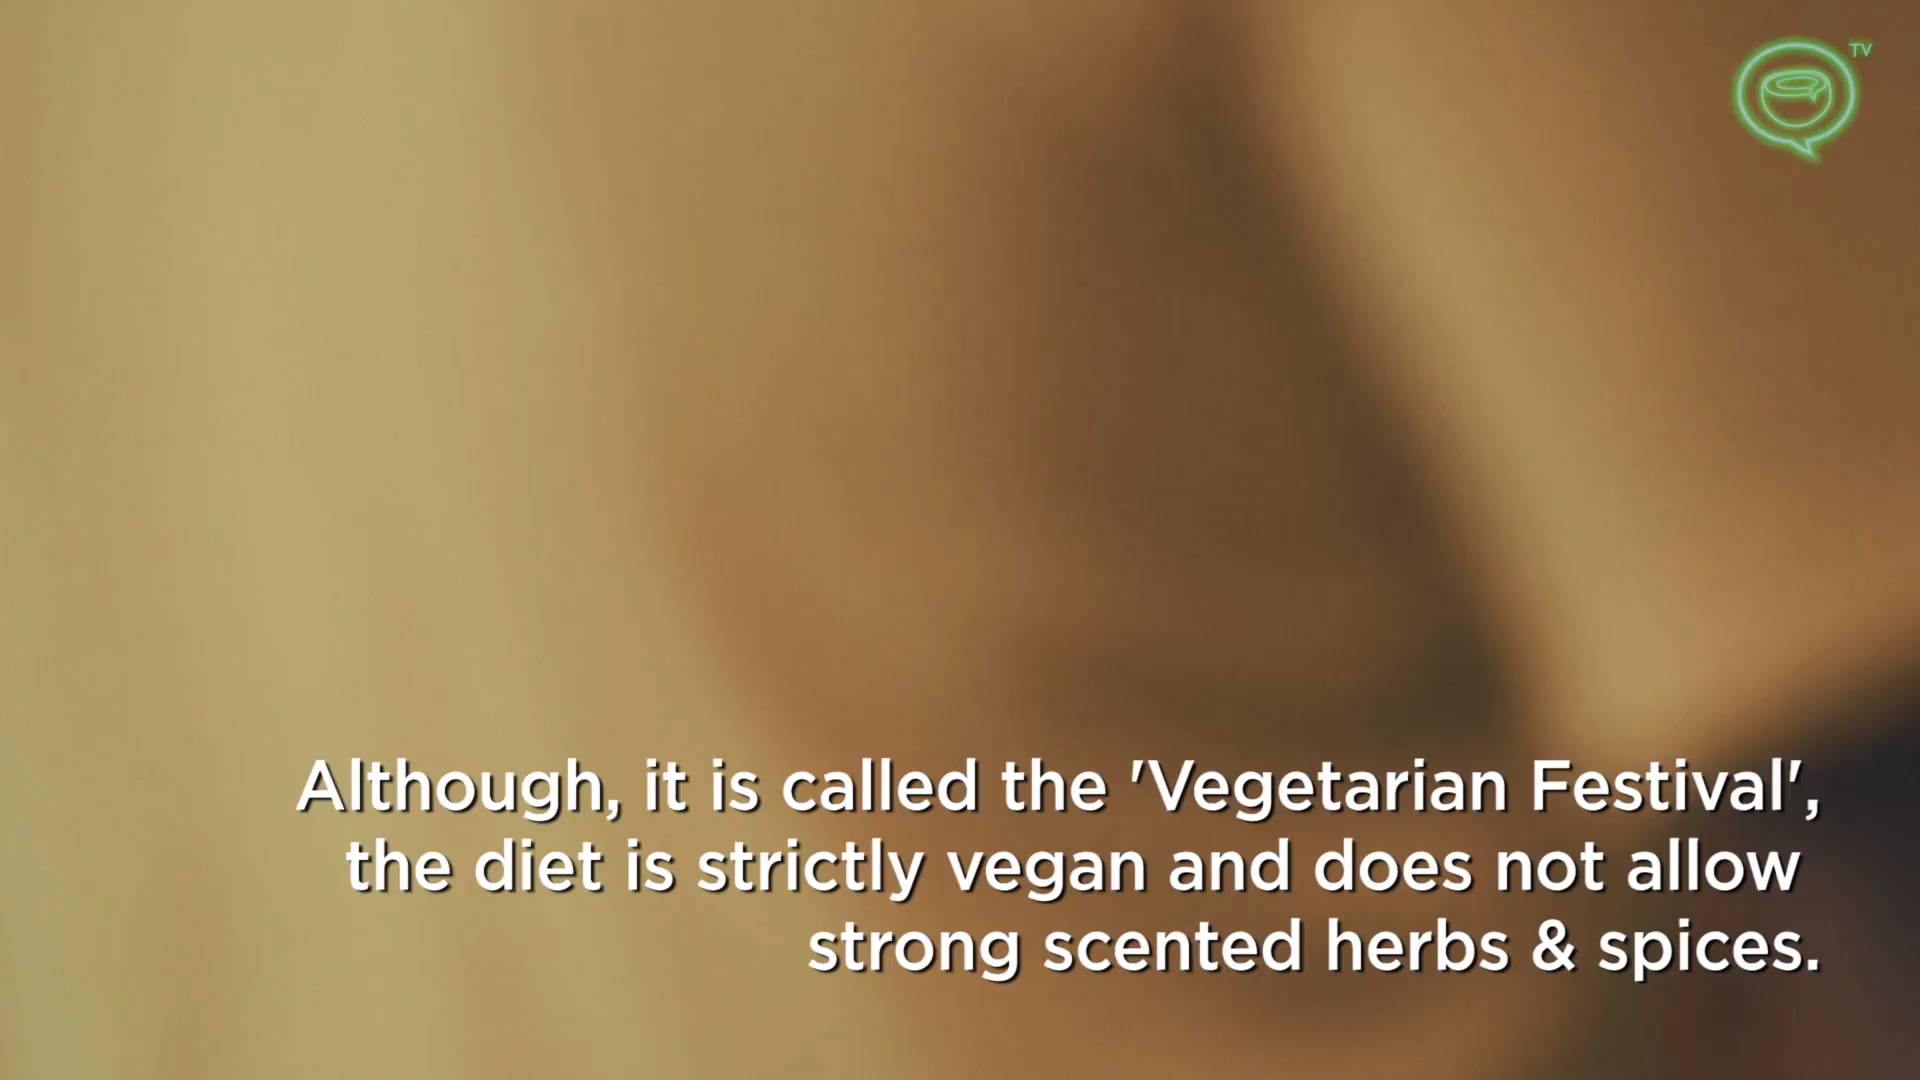 TV
Although, it is called the 'Vegetarian Festival',
the diet is strictly vegan and does not allow
strong scented herbs & spices.